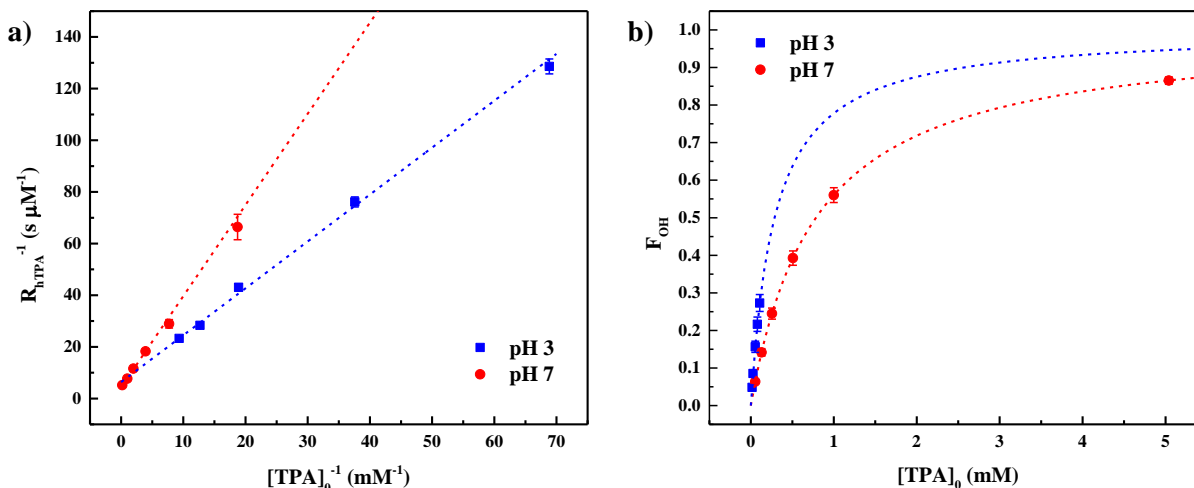 a)
140
120
100
80
60
40
20
0
R_hTPA^-1 (s μM^-1)
0 10 20 30 40 50 60 70
[TPA]_0^-1 (mM^-1)
pH 3
pH 7
b)
1.0
0.9
0.8
0.7
0.6
0.5
0.4
0.3
0.2
0.1
0.0
F_OH
0 1 2 3 4 5
[TPA]_0 (mM)
pH 3
pH 7